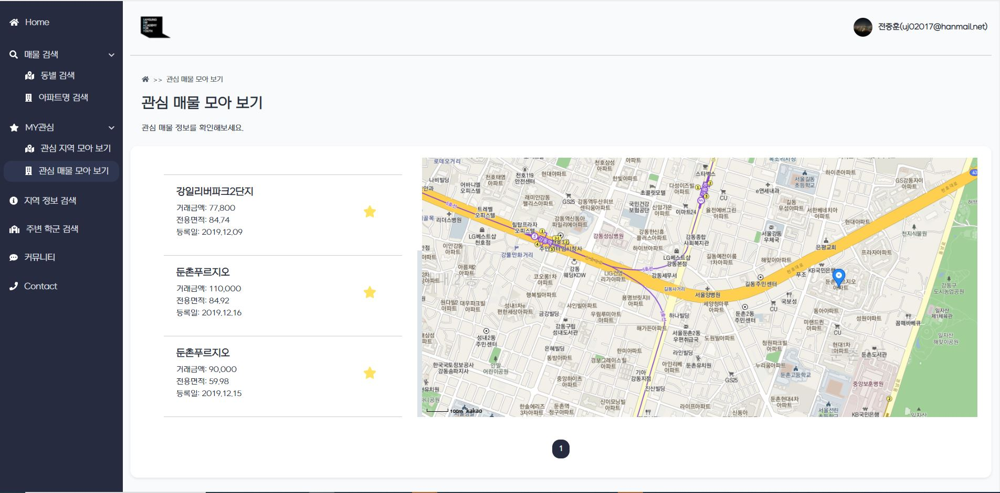 Home
매물 검색
동별 검색
아파트명 검색
MY관심
관심 지역 모아 보기
관심 매물 모아 보기
지역 정보 검색
주변 학군 검색
커뮤니티
Contact
SAMSUNG
SW
ACADEMY
FOR
YOUTH
전중훈(uj02017@hanmail.net)
>> 관심 매물 모아 보기
관심 매물 모아 보기
관심 매물 정보를 확인해보세요.
강일리버파크2단지
거래금액: 77,800
전용면적: 84.74
등록일: 2019.12.09
둔촌푸르지오
거래금액: 110,000
전용면적: 84.92
등록일: 2019.12.16
둔촌푸르지오
거래금액: 90,000
전용면적: 59.98
등록일: 2019.12.15
로데오거리
나비빌딩
천호태영
아파트
천호119
안전센터
현대아파트
천호삼성
아파트
한빛아파트
스타벅스
서울길동
초등학교
하이촌아파트
GS강동자이
아파트
43
천호대로
어바니엘
오피스텔
초콜릿모델
다성이즈빌
아파트
e연세내과
CU
5호선
트레벨
오피스텔
래미안강동
팰리스아파트
GS25
강동역두산위브
센티움아파트
국민건강
보험공단
신암가온
아파트
이마트24
율전에버그린
아파트
길동
우성아파트
서한베네치아
아파트
리더스병원
힐탑프라자
오피스텔
강동역신동아
파밀리에아파트
현대아파트
천지식물원
LG베스트샵
천호점
강동성심병원
강동한신휴
플러스아파트
강동종합
사회복지관
서울강동
우체국
은평교회
이안강동
아파트
강풀만화거리
하이브아파트
LG베스트샵
강동본점
길동예전이룸
1차아파트
해맞이아파트
프라자아파트
아름채2
아파트
강동
웨딩KDW
LIG건영
리가아파트
강동세무서
코오롱1차
아파트
길동사거리
길동주민센터
푸조
KB국민은행
강동구
도시농업공원
행복빌아파트
용명브릿지II
아파트
서울양병원
국보성
원다빌2
아파트
대우파크빌
아파트
성내1차e
편한세상아파트
샤인빌아파트
세양청마루
아파트
CU
동아아파트
일자산
제1체육관
금강빌딩
우림루미아트
아파트
하나빌딩
둔촌2동
주민센터
성원아파트
꼼떼바베큐
강동구립
성내도서관
해가든아파트
서울둔촌2동
우편취급국
도원빌아파트
미랜드퀸
아파트
CU
일자산
해맞이공원
성내2동
주민센터
은혜빌딩
한미아파트
라인빌딩
청원파크빌
아파트
현대1차
아파트
둔촌도서관
한국국토정보공사
강동송파지사
안말
어린이공원
동방아파트
경보그레이스힐
아파트
아인리베
아파트
둔촌유치원
누리움아파트
둔촌고등학교
중앙하이츠
아파트
기아
강동지점
GS25
중앙보훈병원
진산빌딩
한솔에리즈
3차아파트
둔촌역
청구아파트
신이모닝빌
아파트
라이프아파트
둔촌현대4차
아파트
서울선린
초등학교
KB국민은행
일자산
신동아
100m kakao
1